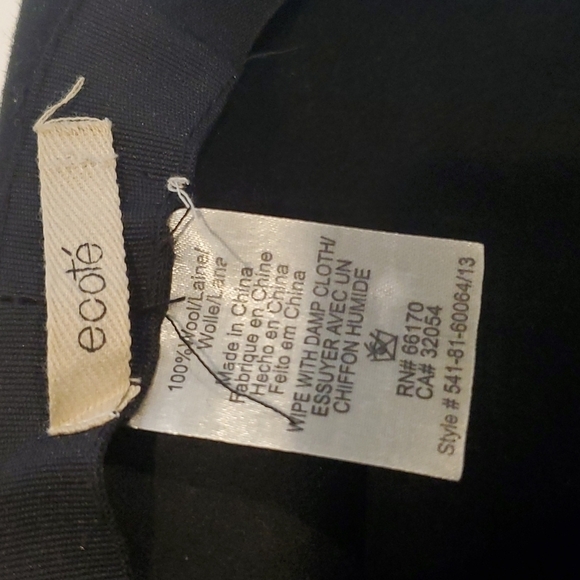 ecoté
100% Wool/Laine/
Wolle/Lana
Made in China
Fabrique en Chine
Hecho en China
Feito em China
WIPE WITH DAMP CLOTH/
ESSUYER AVEC UN
CHIFFON HUMIDE
RN# 66170
CA# 32054
Style # 541-81-60064/13